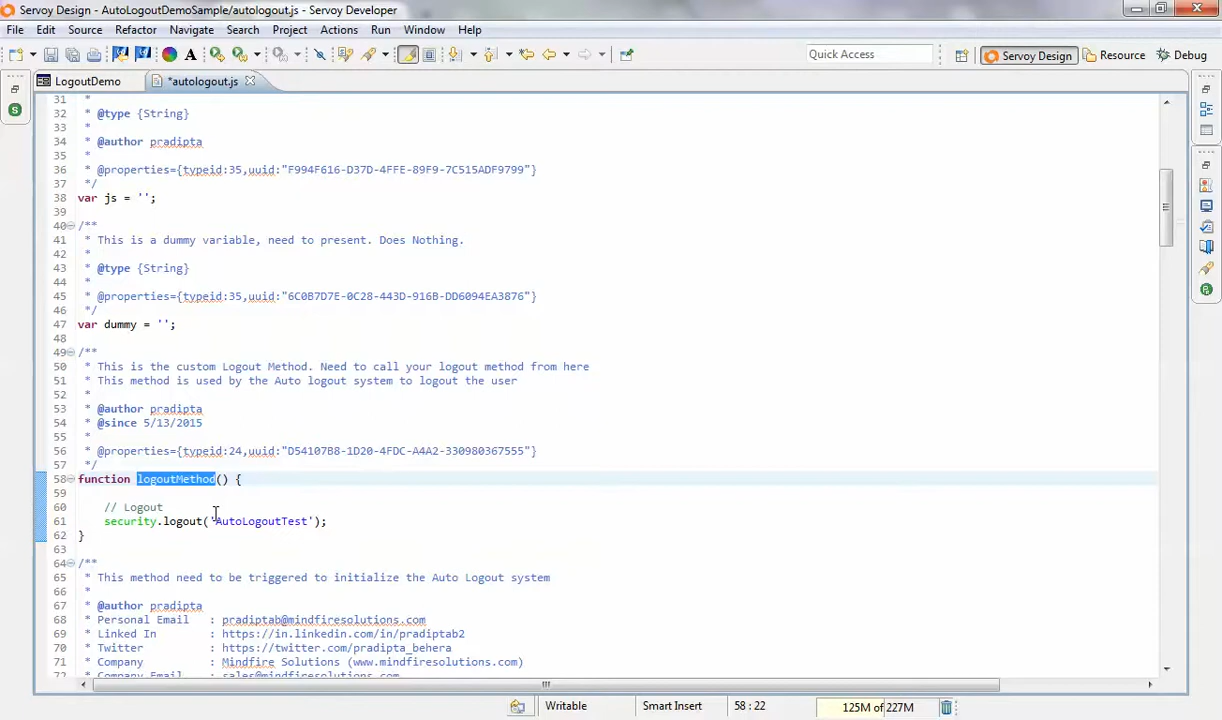 Servoy Design - AutoLogoutDemoSample/autologout.js - Servoy Developer
File Edit Source Refactor Navigate Search Project Actions Run Window Help
Quick Access
Servoy Design Resource Debug
LogoutDemo *autologout.js
31 *
32 * @type {String}
33 *
34 * @author pradipta
35 *
36 * @properties={typeid:35,uuid:"F994F616-D37D-4FFE-89F9-7C515ADF9799"}
37 */
38 var js = '';
39
40 /**
41 * This is a dummy variable, need to present. Does Nothing.
42 *
43 * @type {String}
44 *
45 * @properties={typeid:35,uuid:"6C0B7D7E-0C28-443D-916B-DD6094EA3876"}
46 */
47 var dummy = '';
48
49 /**
50 * This is the custom Logout Method. Need to call your logout method from here
51 * This method is used by the Auto logout system to logout the user
52 *
53 * @author pradipta
54 * @since 5/13/2015
55 *
56 * @properties={typeid:24,uuid:"D54107B8-1D20-4FDC-A4A2-330980367555"}
57 */
58 function logoutMethod() {
59
60 // Logout
61 security.logout('AutoLogoutTest');
62 }
63
64 /**
65 * This method need to be triggered to initialize the Auto Logout system
66 *
67 * @author pradipta
68 * Personal Email : pradiptab@mindfiresolutions.com
69 * Linked In : https://in.linkedin.com/in/pradiptab2
70 * Twitter : https://twitter.com/pradipta_behera
71 * Company : Mindfire Solutions (www.mindfiresolutions.com)
72 * Company Email : sales@mindfiresolutions.com
Writable Smart Insert 58 : 22 125M of 227M